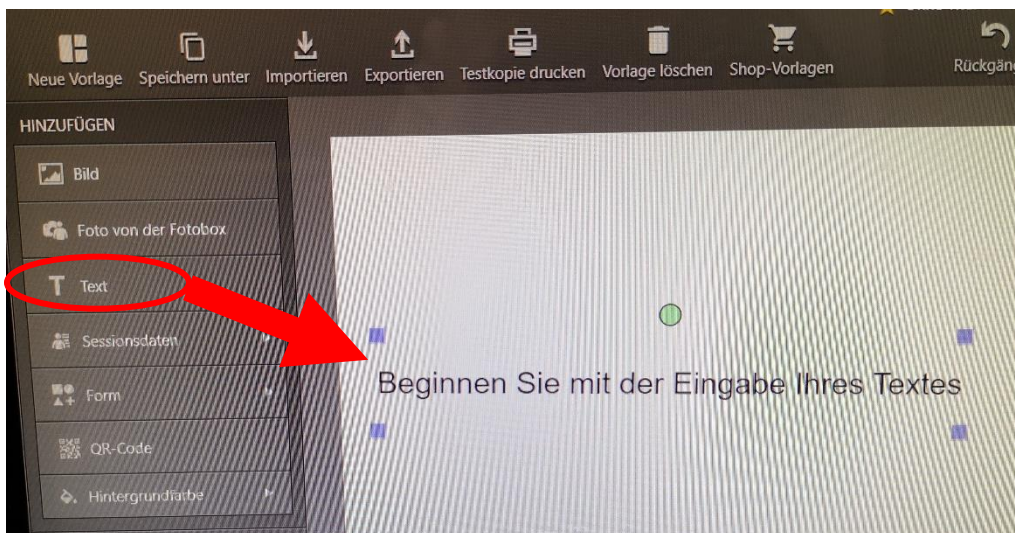 Neue Vorlage Speichern unter Importieren Exportieren Testkopie drucken Vorlage löschen Shop-Vorlagen
HINZUFÜGEN
Bild
Foto von der Fotobox
T Text
Sessionsdaten
Form
QR-Code
Hintergrundfarbe
Beginnen Sie mit der Eingabe Ihres Textes